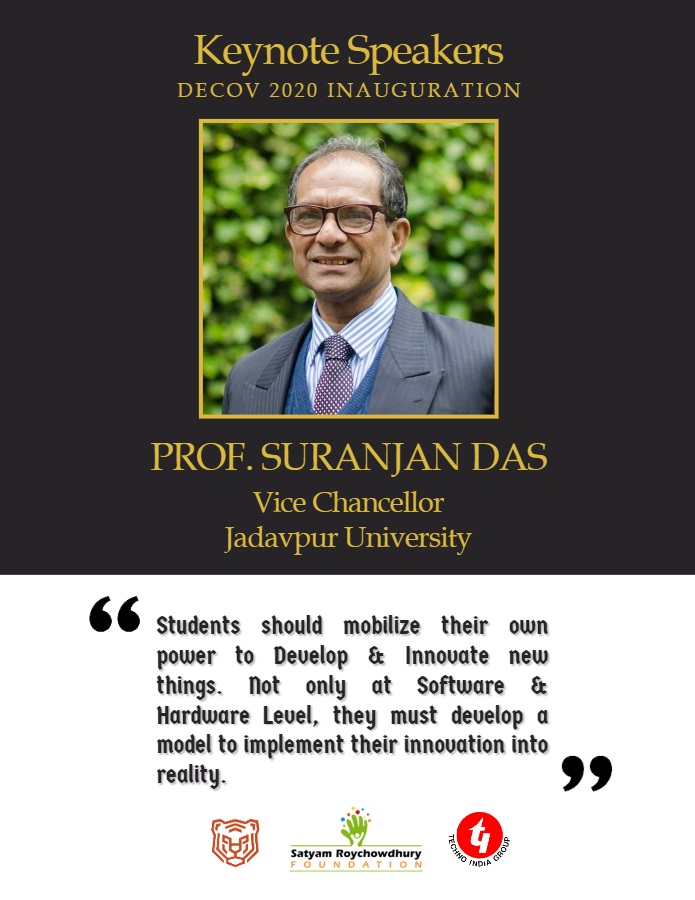 Keynote Speakers
DECOV 2020 INAUGURATION
PROF. SURANJAN DAS
Vice Chancellor
Jadavpur University
“ Students should mobilize their own
power to Develop & Innovate new
things. Not only at Software &
Hardware Level, they must develop a
model to implement their innovation into
reality. ”
Satyam Roychowdhury
FOUNDATION
TECHNO INDIA GROUP